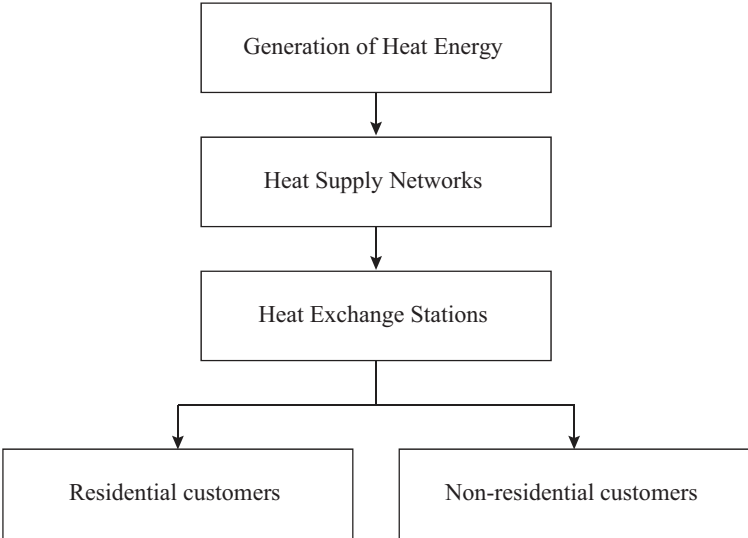 Generation of Heat Energy
Heat Supply Networks
Heat Exchange Stations
Residential customers
Non-residential customers